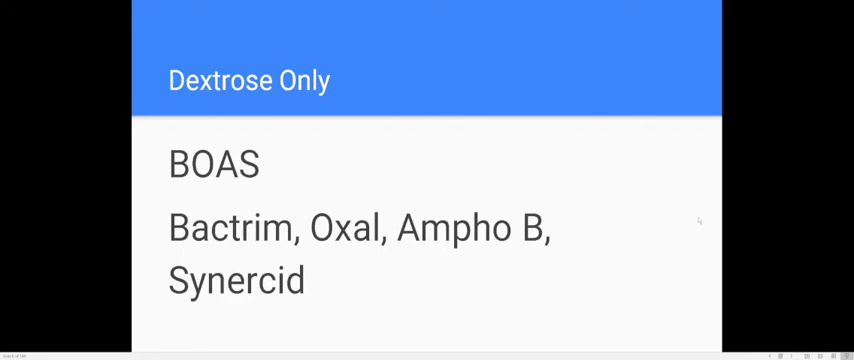 Dextrose Only
BOAS
Bactrim, Oxal, Ampho B,
Synercid